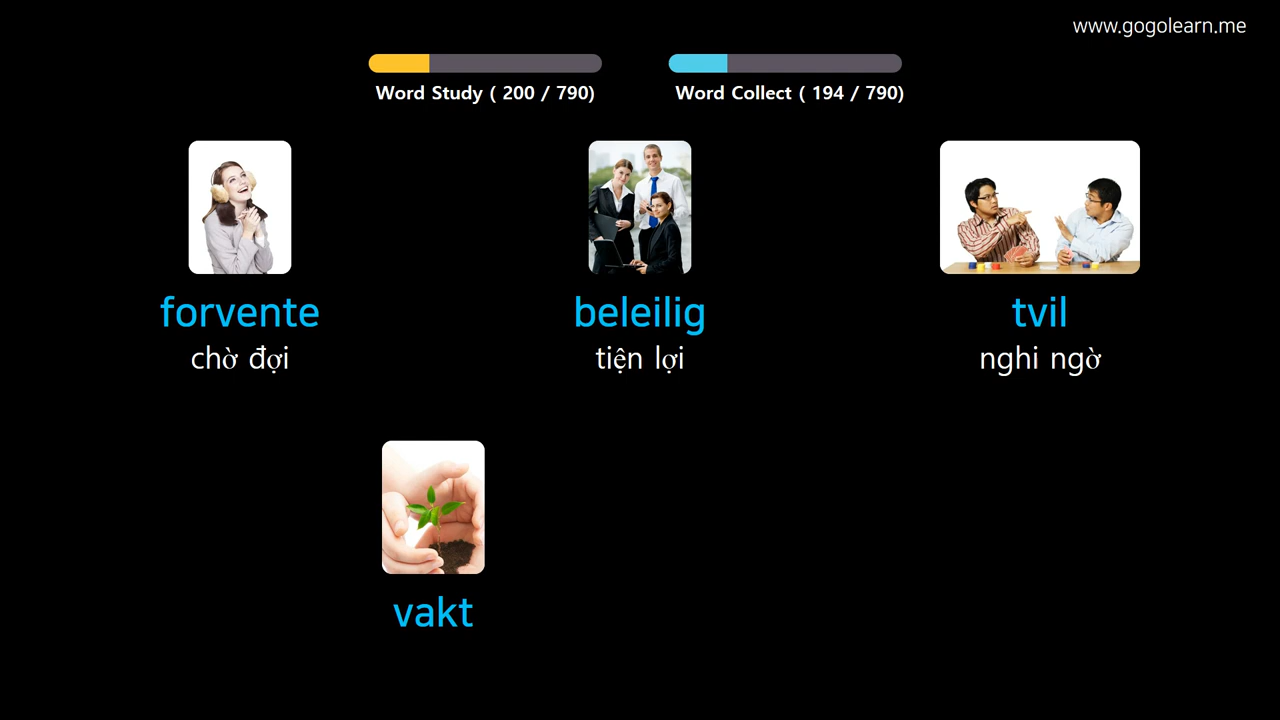 www.gogolearn.me
Word Study ( 200 / 790)
Word Collect ( 194 / 790)
forvente
chờ đợi
beleilig
tiện lợi
tvil
nghi ngờ
vakt